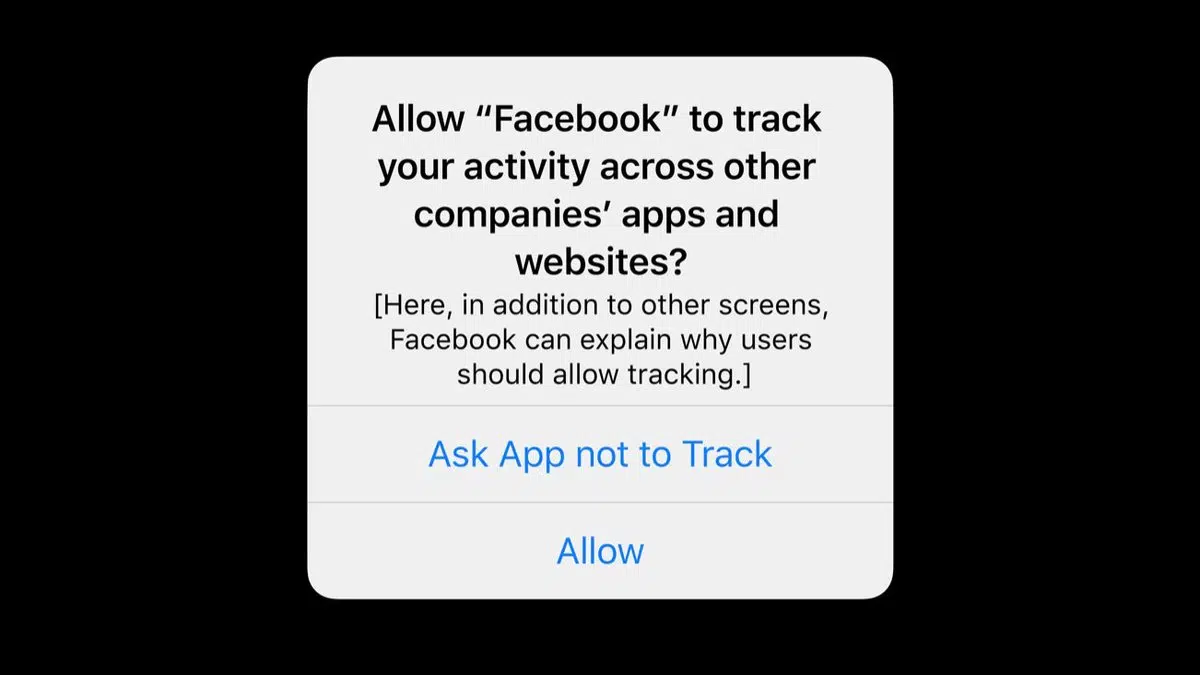 Allow “Facebook” to track
your activity across other
companies’ apps and
websites?
[Here, in addition to other screens,
Facebook can explain why users
should allow tracking.]
Ask App not to Track
Allow